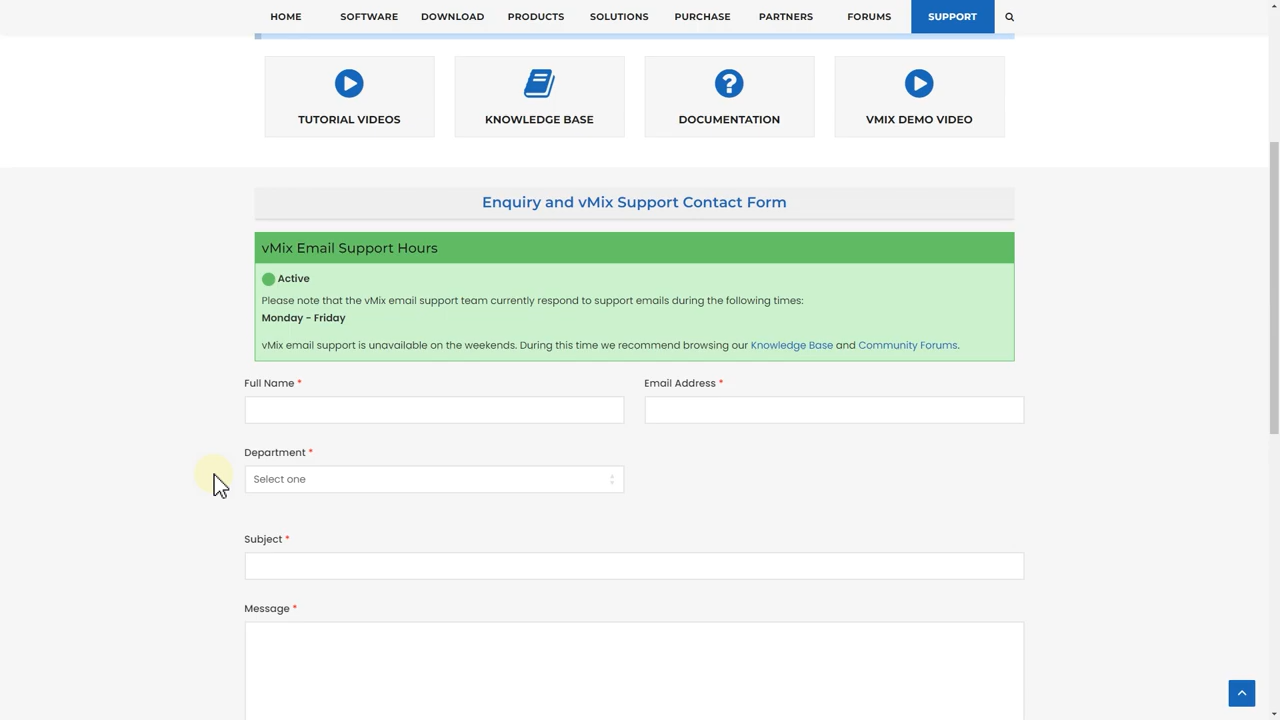 HOME SOFTWARE DOWNLOAD PRODUCTS SOLUTIONS PURCHASE PARTNERS FORUMS SUPPORT
TUTORIAL VIDEOS KNOWLEDGE BASE DOCUMENTATION VMIX DEMO VIDEO
Enquiry and vMix Support Contact Form
vMix Email Support Hours
Active
Please note that the vMix email support team currently respond to support emails during the following times:
Monday - Friday
vMix email support is unavailable on the weekends. During this time we recommend browsing our Knowledge Base and Community Forums.
Full Name * Email Address *
Department *
Select one
Subject *
Message *